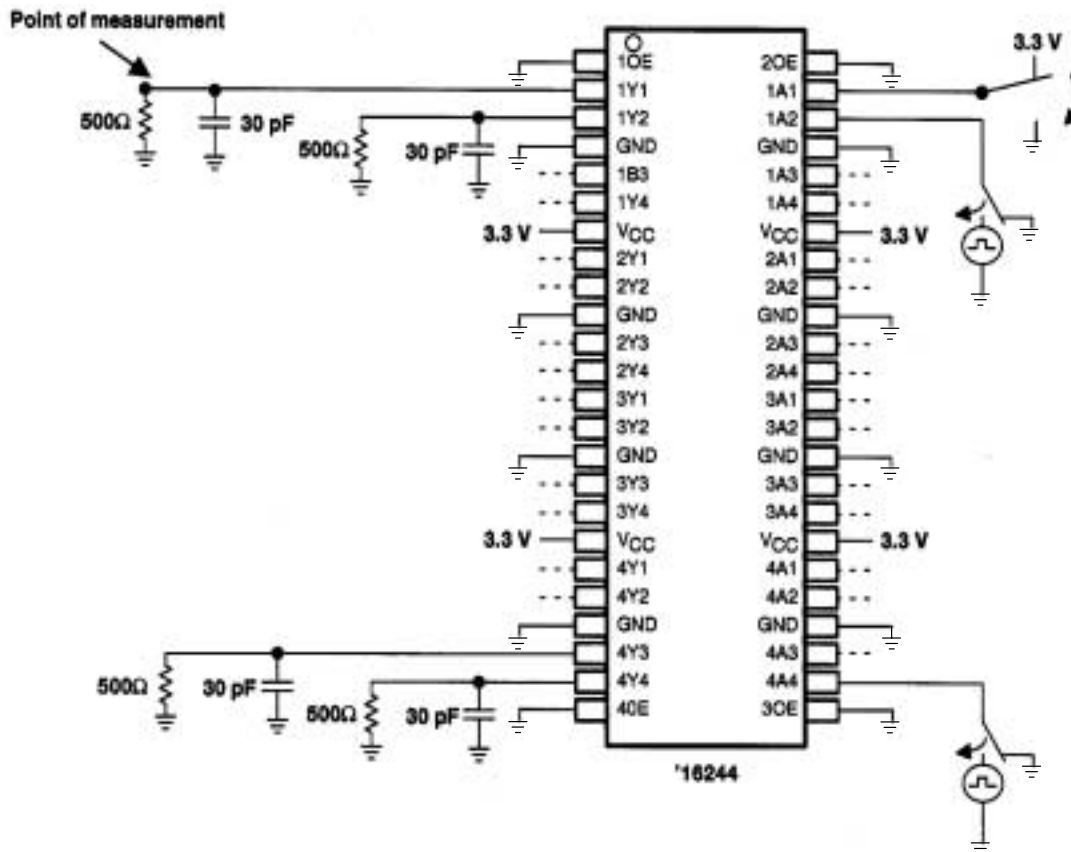 Point of measurement
500Ω
30 pF
500Ω
30 pF
3.3 V
3.3 V
500Ω
30 pF
500Ω
30 pF
1OE
1Y1
1Y2
GND
1B3
1Y4
VCC
2Y1
2Y2
GND
2Y3
2Y4
3Y1
3Y2
GND
3Y3
3Y4
VCC
4Y1
4Y2
GND
4Y3
4Y4
4OE
2OE
1A1
1A2
GND
1A3
1A4
VCC
2A1
2A2
GND
2A3
2A4
3A1
3A2
GND
3A3
3A4
VCC
4A1
4A2
GND
4A3
4A4
3OE
3.3 V
3.3 V
3.3 V
'16244